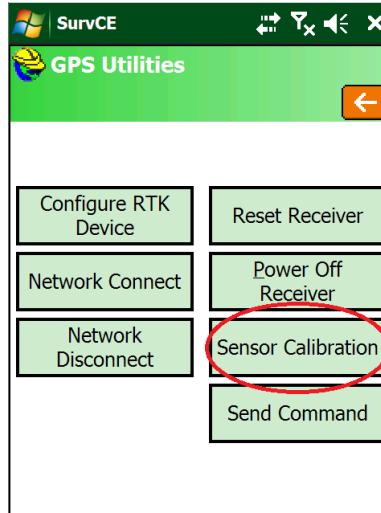 SurvCE
GPS Utilities
Configure RTK
Device
Reset Receiver
Network Connect
Power Off
Receiver
Network
Disconnect
Sensor Calibration
Send Command